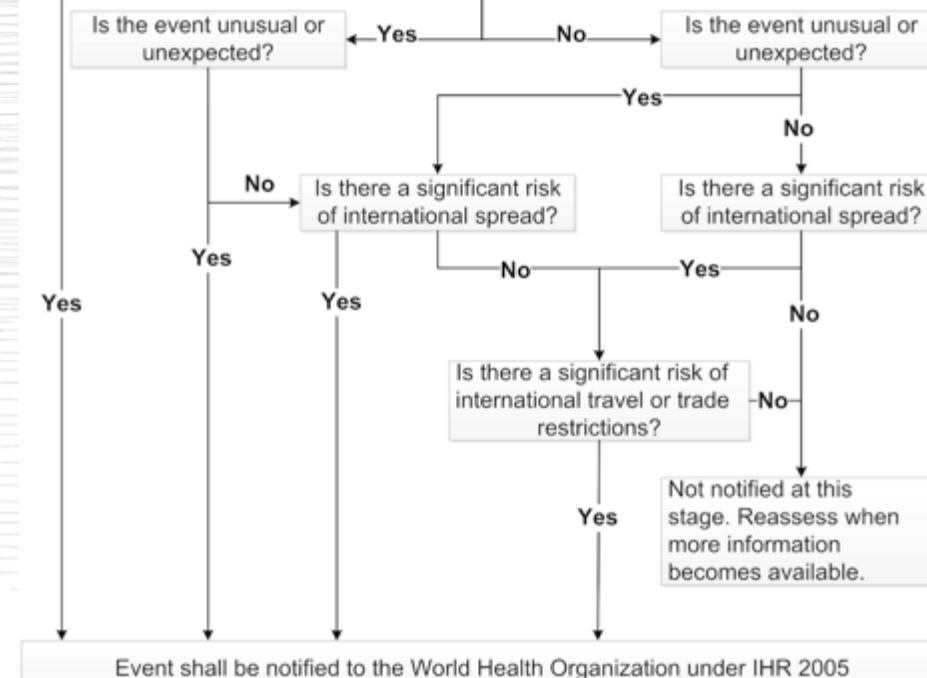 Is the event unusual or
unexpected?
Yes
No
Is the event unusual or
unexpected?
Yes
No
No
Is there a significant risk
of international spread?
Is there a significant risk
of international spread?
Yes
No
Yes
Yes
Yes
No
Is there a significant risk of
international travel or trade
restrictions?
No
Not notified at this
stage. Reassess when
more information
becomes available.
Yes
Event shall be notified to the World Health Organization under IHR 2005